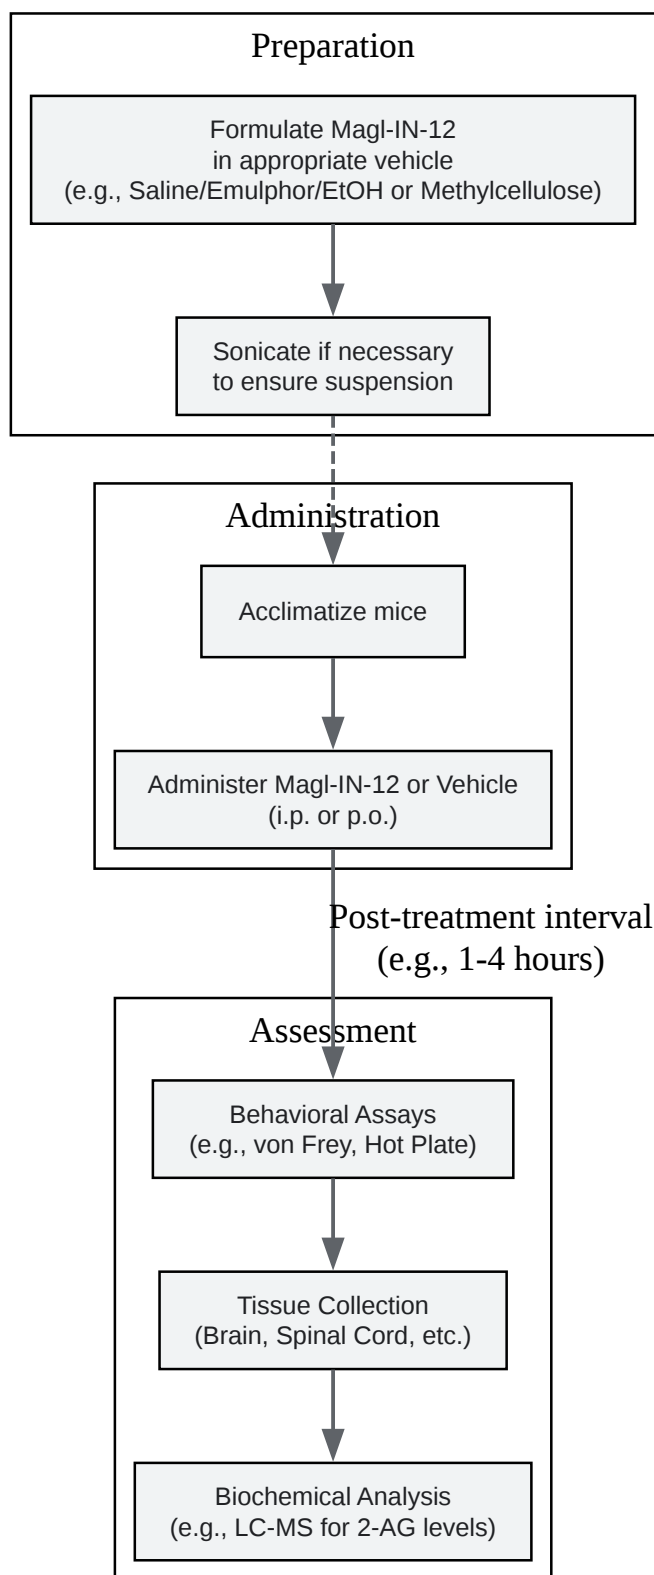 Preparation
Formulate Magl-IN-12
in appropriate vehicle
(e.g., Saline/Emulphor/EtOH or Methylcellulose)
Sonicate if necessary
to ensure suspension
Administration
Acclimatize mice
Administer Magl-IN-12 or Vehicle
(i.p. or p.o.)
Post-treatment interval
(e.g., 1-4 hours)
Assessment
Behavioral Assays
(e.g., von Frey, Hot Plate)
Tissue Collection
(Brain, Spinal Cord, etc.)
Biochemical Analysis
(e.g., LC-MS for 2-AG levels)